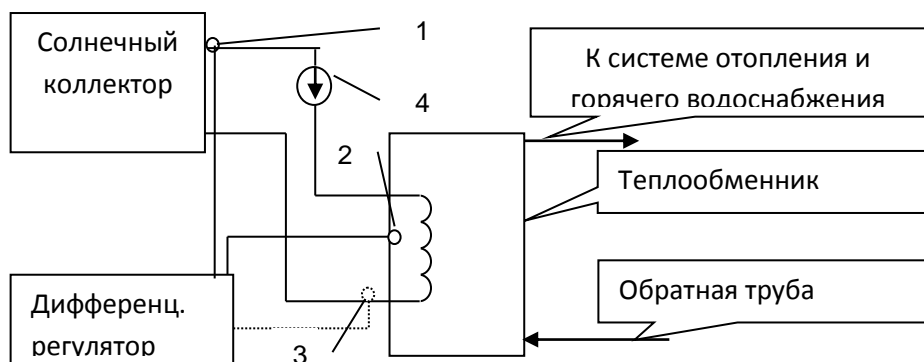 Солнечный
коллектор
1
4
К системе отопления и
горячего водоснабжения
2
Теплообменник
Дифференц.
регулятор
3
Обратная труба